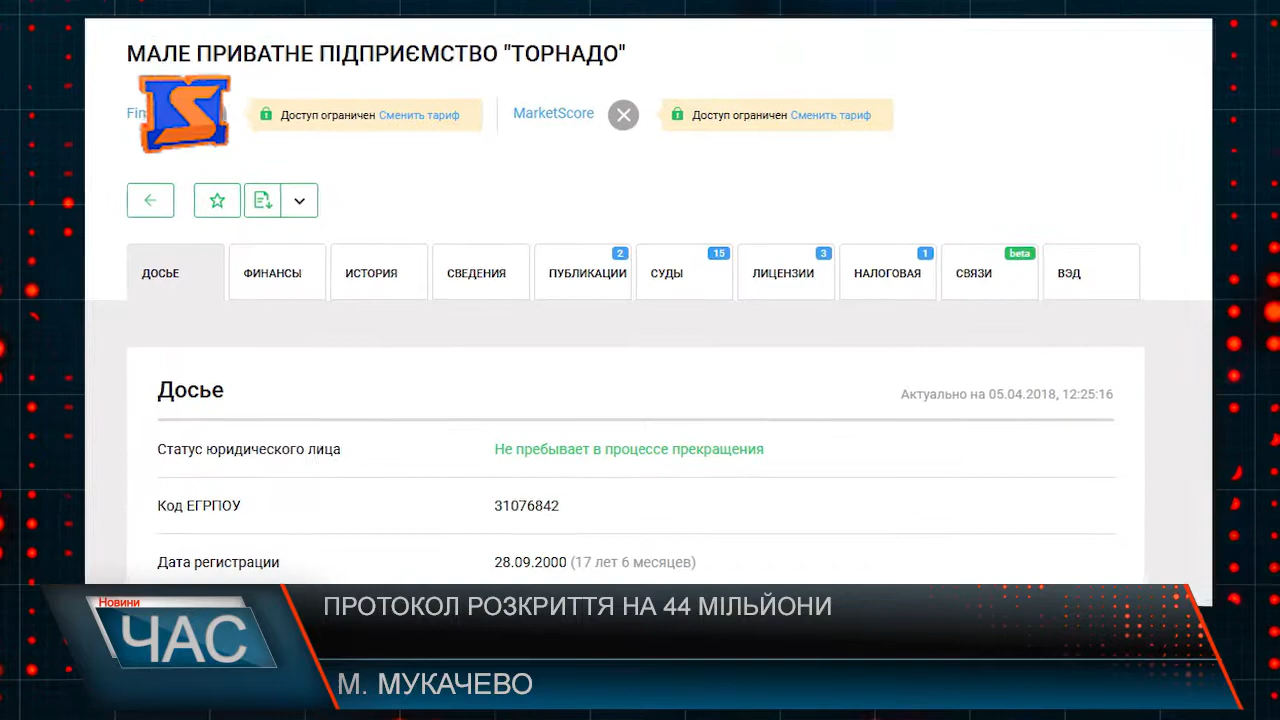 МАЛЕ ПРИВАТНЕ ПІДПРИЄМСТВО "ТОРНАДО"
Fin
S
Доступ ограничен Сменить тариф
MarketScore
Доступ ограничен Сменить тариф
ДОСЬЕ
ФИНАНСЫ
ИСТОРИЯ
СВЕДЕНИЯ
ПУБЛИКАЦИИ 2
СУДЫ 15
ЛИЦЕНЗИИ 3
НАЛОГОВАЯ 1
СВЯЗИ beta
ВЭД
Досье
Актуально на 05.04.2018, 12:25:16
Статус юридического лица Не пребывает в процессе прекращения
Код ЕГРПОУ 31076842
Дата регистрации 28.09.2000 (17 лет 6 месяцев)
Новини
ЧАС
ПРОТОКОЛ РОЗКРИТТЯ НА 44 МІЛЬЙОНИ
М. МУКАЧЕВО